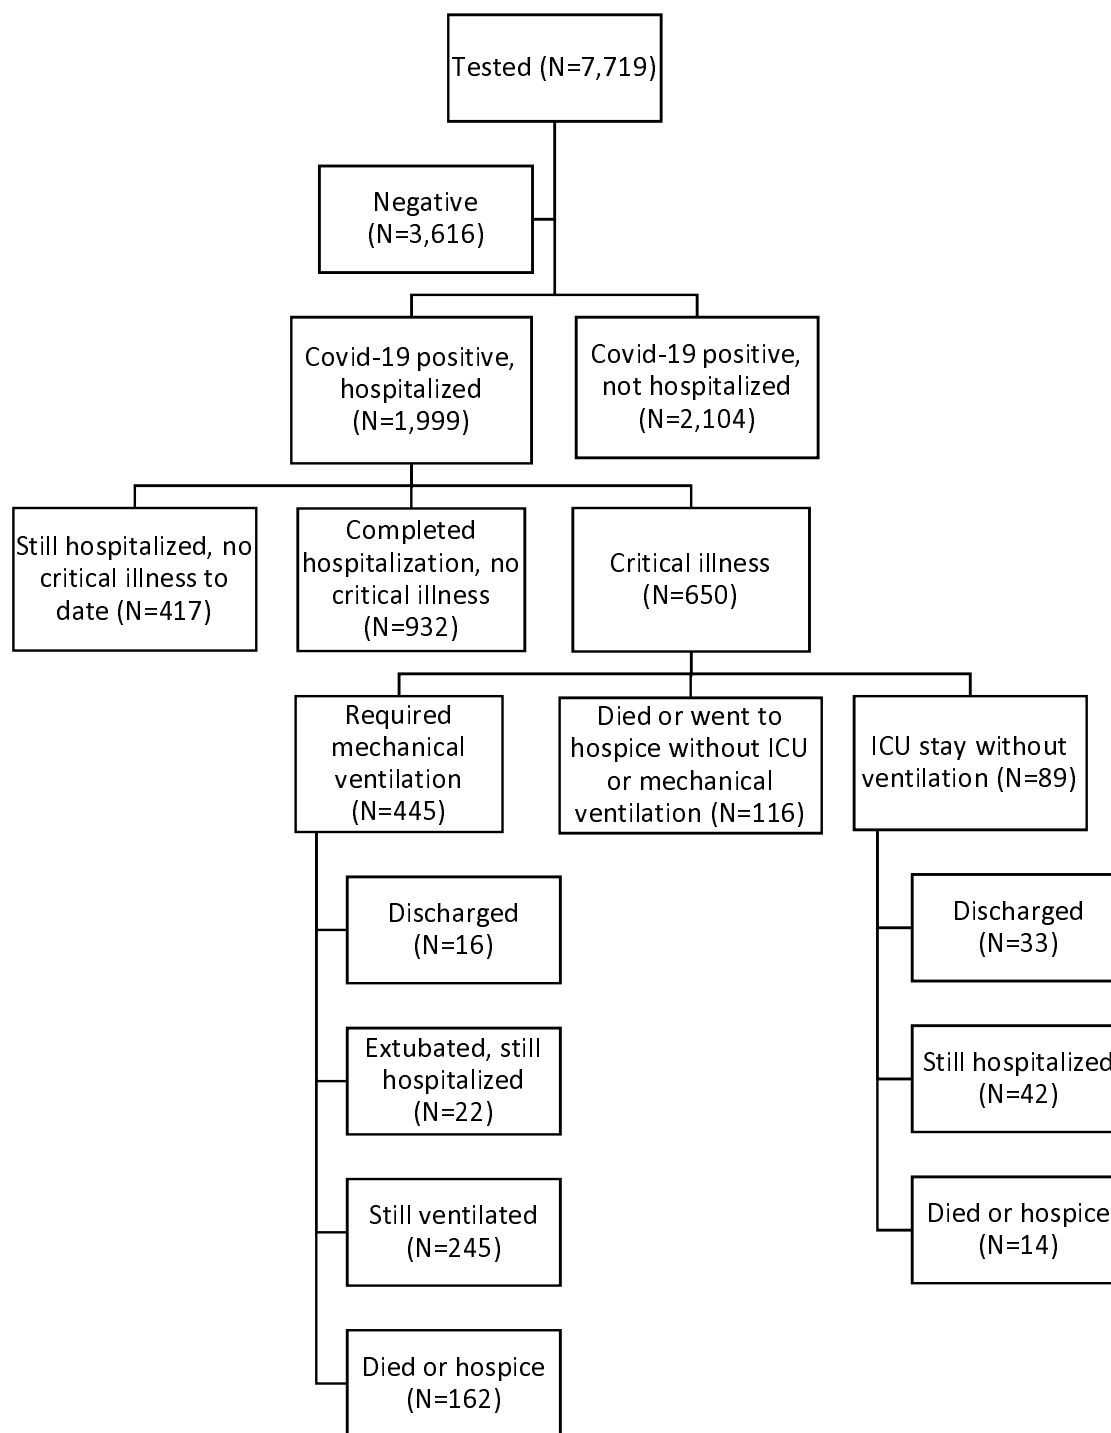 Tested (N=7,719)
Negative
(N=3,616)
Covid-19 positive,
hospitalized
(N=1,999)
Covid-19 positive,
not hospitalized
(N=2,104)
Still hospitalized, no
critical illness to
date (N=417)
Completed
hospitalization, no
critical illness
(N=932)
Critical illness
(N=650)
Required
mechanical
ventilation
(N=445)
Died or went to
hospice without ICU
or mechanical
ventilation (N=116)
ICU stay without
ventilation (N=89)
Discharged
(N=16)
Extubated, still
hospitalized
(N=22)
Still ventilated
(N=245)
Died or hospice
(N=162)
Discharged
(N=33)
Still hospitalized
(N=42)
Died or hospice
(N=14)